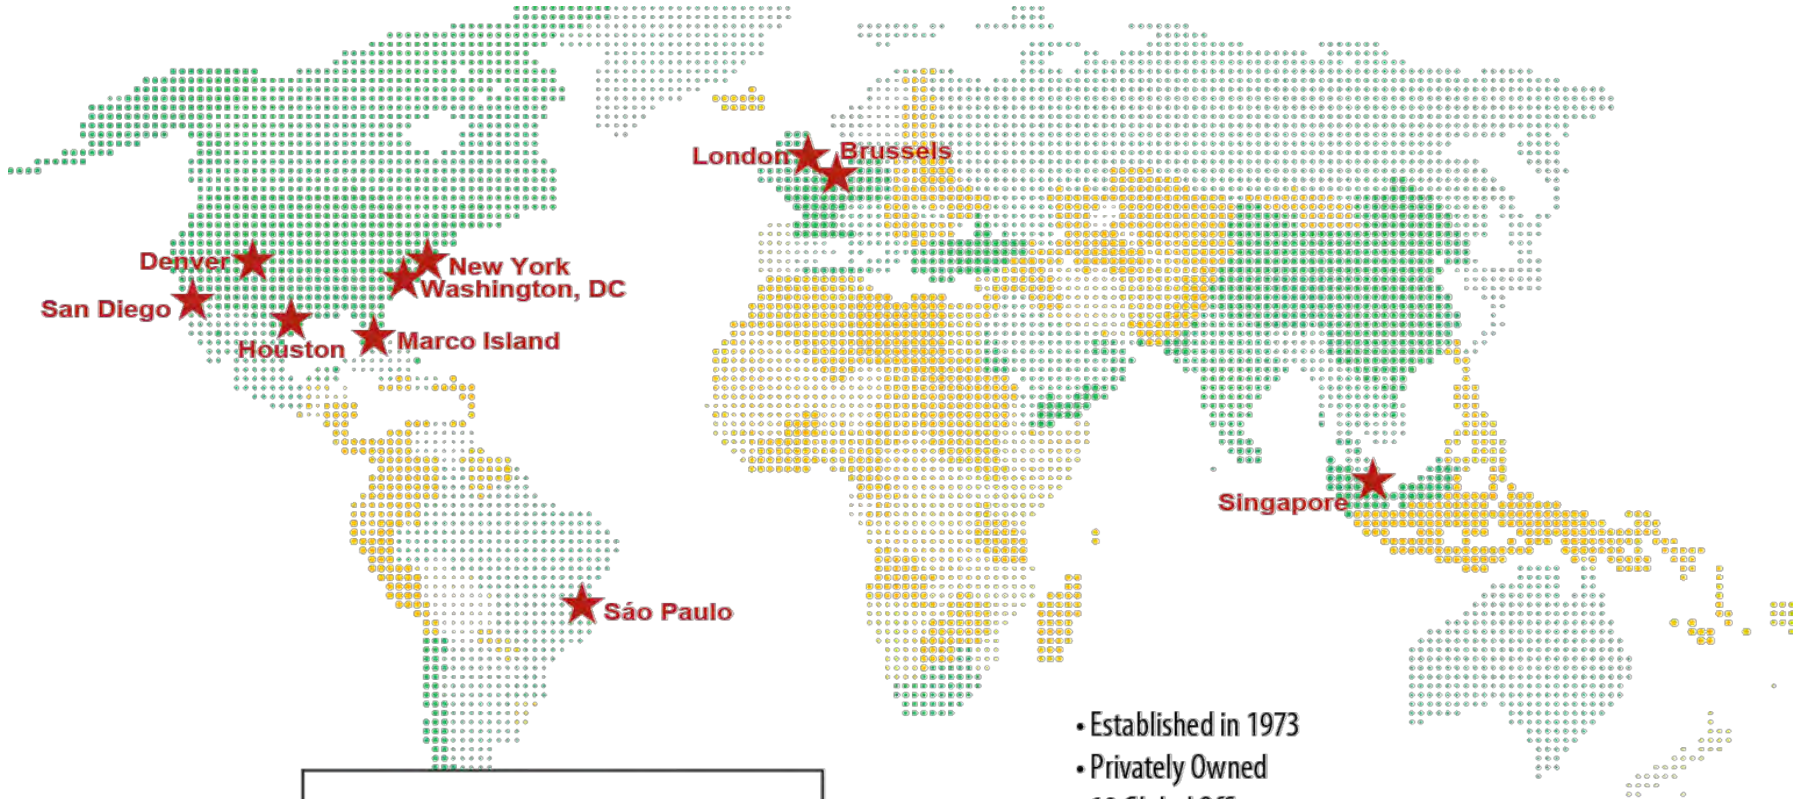 London
Brussels
Denver
New York
Washington, DC
San Diego
Houston
Marco Island
Singapore
Sáo Paulo
• Established in 1973
• Privately Owned